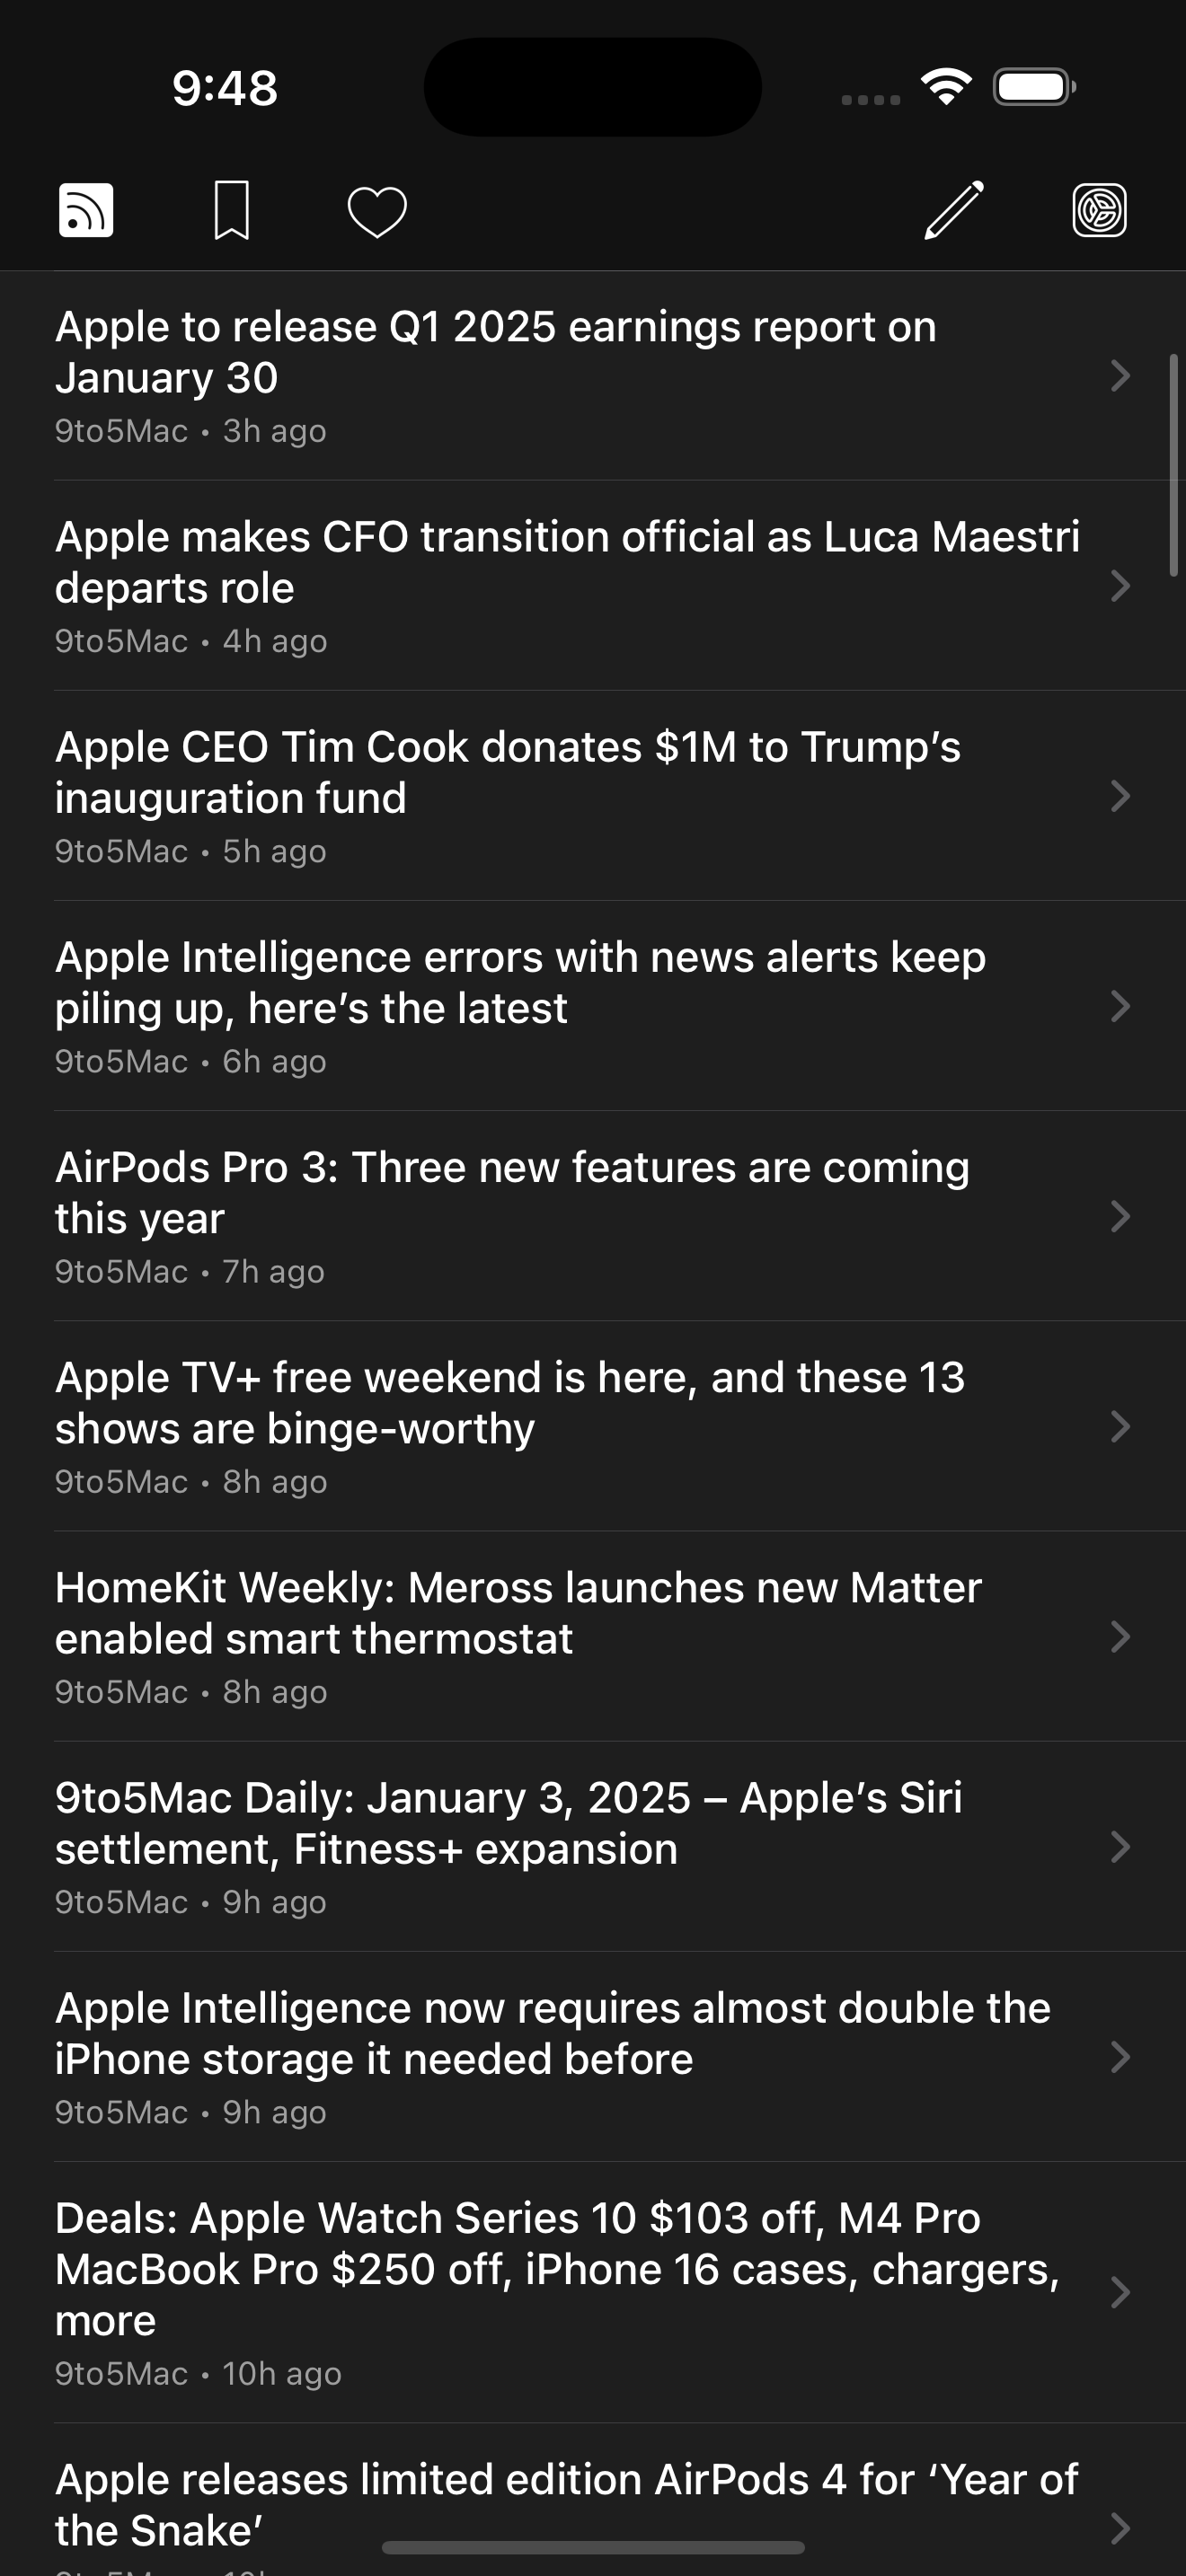 9:48
Apple to release Q1 2025 earnings report on
January 30
9to5Mac • 3h ago
Apple makes CFO transition official as Luca Maestri
departs role
9to5Mac • 4h ago
Apple CEO Tim Cook donates $1M to Trump’s
inauguration fund
9to5Mac • 5h ago
Apple Intelligence errors with news alerts keep
piling up, here’s the latest
9to5Mac • 6h ago
AirPods Pro 3: Three new features are coming
this year
9to5Mac • 7h ago
Apple TV+ free weekend is here, and these 13
shows are binge-worthy
9to5Mac • 8h ago
HomeKit Weekly: Meross launches new Matter
enabled smart thermostat
9to5Mac • 8h ago
9to5Mac Daily: January 3, 2025 – Apple’s Siri
settlement, Fitness+ expansion
9to5Mac • 9h ago
Apple Intelligence now requires almost double the
iPhone storage it needed before
9to5Mac • 9h ago
Deals: Apple Watch Series 10 $103 off, M4 Pro
MacBook Pro $250 off, iPhone 16 cases, chargers,
more
9to5Mac • 10h ago
Apple releases limited edition AirPods 4 for ‘Year of
the Snake’